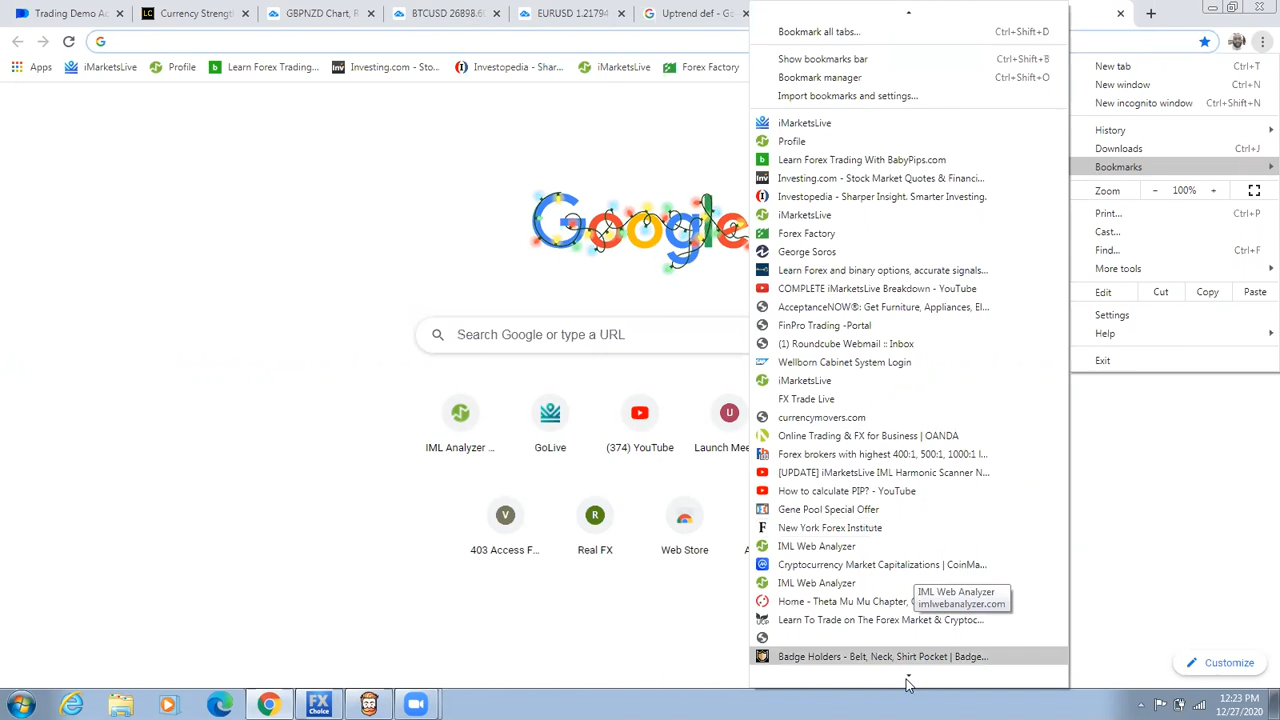 Trading Demo Ac
Currency Strengt
GBPNZD Chart, F
BTCUSD 20898.65
EURUSD 1.21794
Uptrend def - Go
Apps
iMarketsLive
Profile
Learn Forex Trading...
Investing.com - Sto...
Investopedia - Shar...
iMarketsLive
Forex Factory
Bookmark all tabs... Ctrl+Shift+D
Show bookmarks bar Ctrl+Shift+B
Bookmark manager Ctrl+Shift+O
Import bookmarks and settings...
iMarketsLive
Profile
Learn Forex Trading With BabyPips.com
Investing.com - Stock Market Quotes & Financi...
Investopedia - Sharper Insight. Smarter Investing.
iMarketsLive
Forex Factory
George Soros
Learn Forex and binary options, accurate signals...
COMPLETE iMarketsLive Breakdown - YouTube
AcceptanceNOW®: Get Furniture, Appliances, El...
FinPro Trading -Portal
(1) Roundcube Webmail :: Inbox
Wellborn Cabinet System Login
iMarketsLive
FX Trade Live
currencymovers.com
Online Trading & FX for Business | OANDA
Forex brokers with highest 400:1, 500:1, 1000:1 l...
[UPDATE] iMarketsLive IML Harmonic Scanner N...
How to calculate PIP? - YouTube
Gene Pool Special Offer
New York Forex Institute
IML Web Analyzer
Cryptocurrency Market Capitalizations | CoinMa...
IML Web Analyzer
Home - Theta Mu Mu Chapter,
Learn To Trade on The Forex Market & Cryptoc...
Badge Holders - Belt, Neck, Shirt Pocket | Badge...
IML Web Analyzer
imlwebanalyzer.com
New tab Ctrl+T
New window Ctrl+N
New incognito window Ctrl+Shift+N
History
Downloads Ctrl+J
Bookmarks
Zoom - 100% +
Print... Ctrl+P
Cast...
Find... Ctrl+F
More tools
Edit Cut Copy Paste
Settings
Help
Exit
Google
Search Google or type a URL
IML Analyzer ...
GoLive
(374) YouTube
Launch Mee
403 Access F...
Real FX
Web Store
Customize
FX
Choice
12:23 PM
12/27/2020